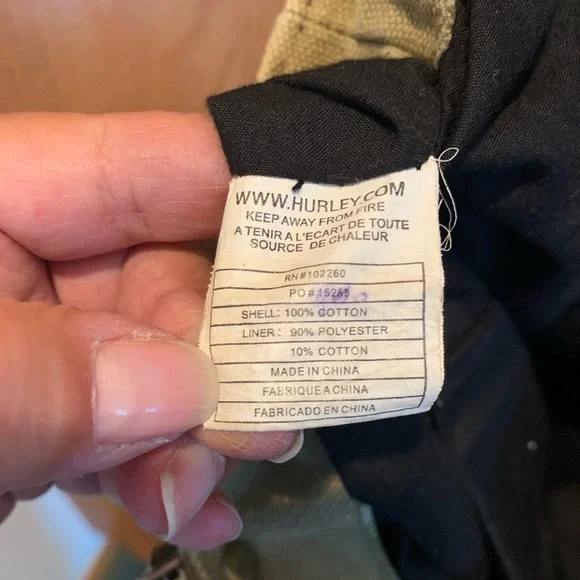 WWW.HURLEY.COM
KEEP AWAY FROM FIRE
A TENIR A L'ECART DE TOUTE
SOURCE DE CHALEUR
RN#102260
PO#
SHELL: 100% COTTON
LINER: 90% POLYESTER
10% COTTON
MADE IN CHINA
FABRIQUE A CHINA
FABRICADO EN CHINA